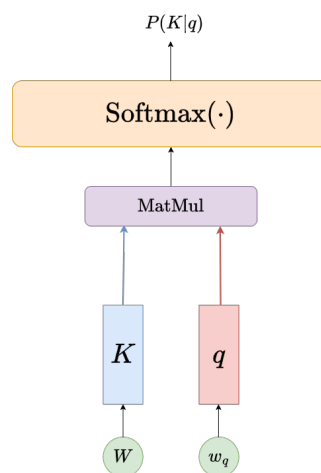 P(K|q)
Softmax(·)
MatMul
K q
W w_q